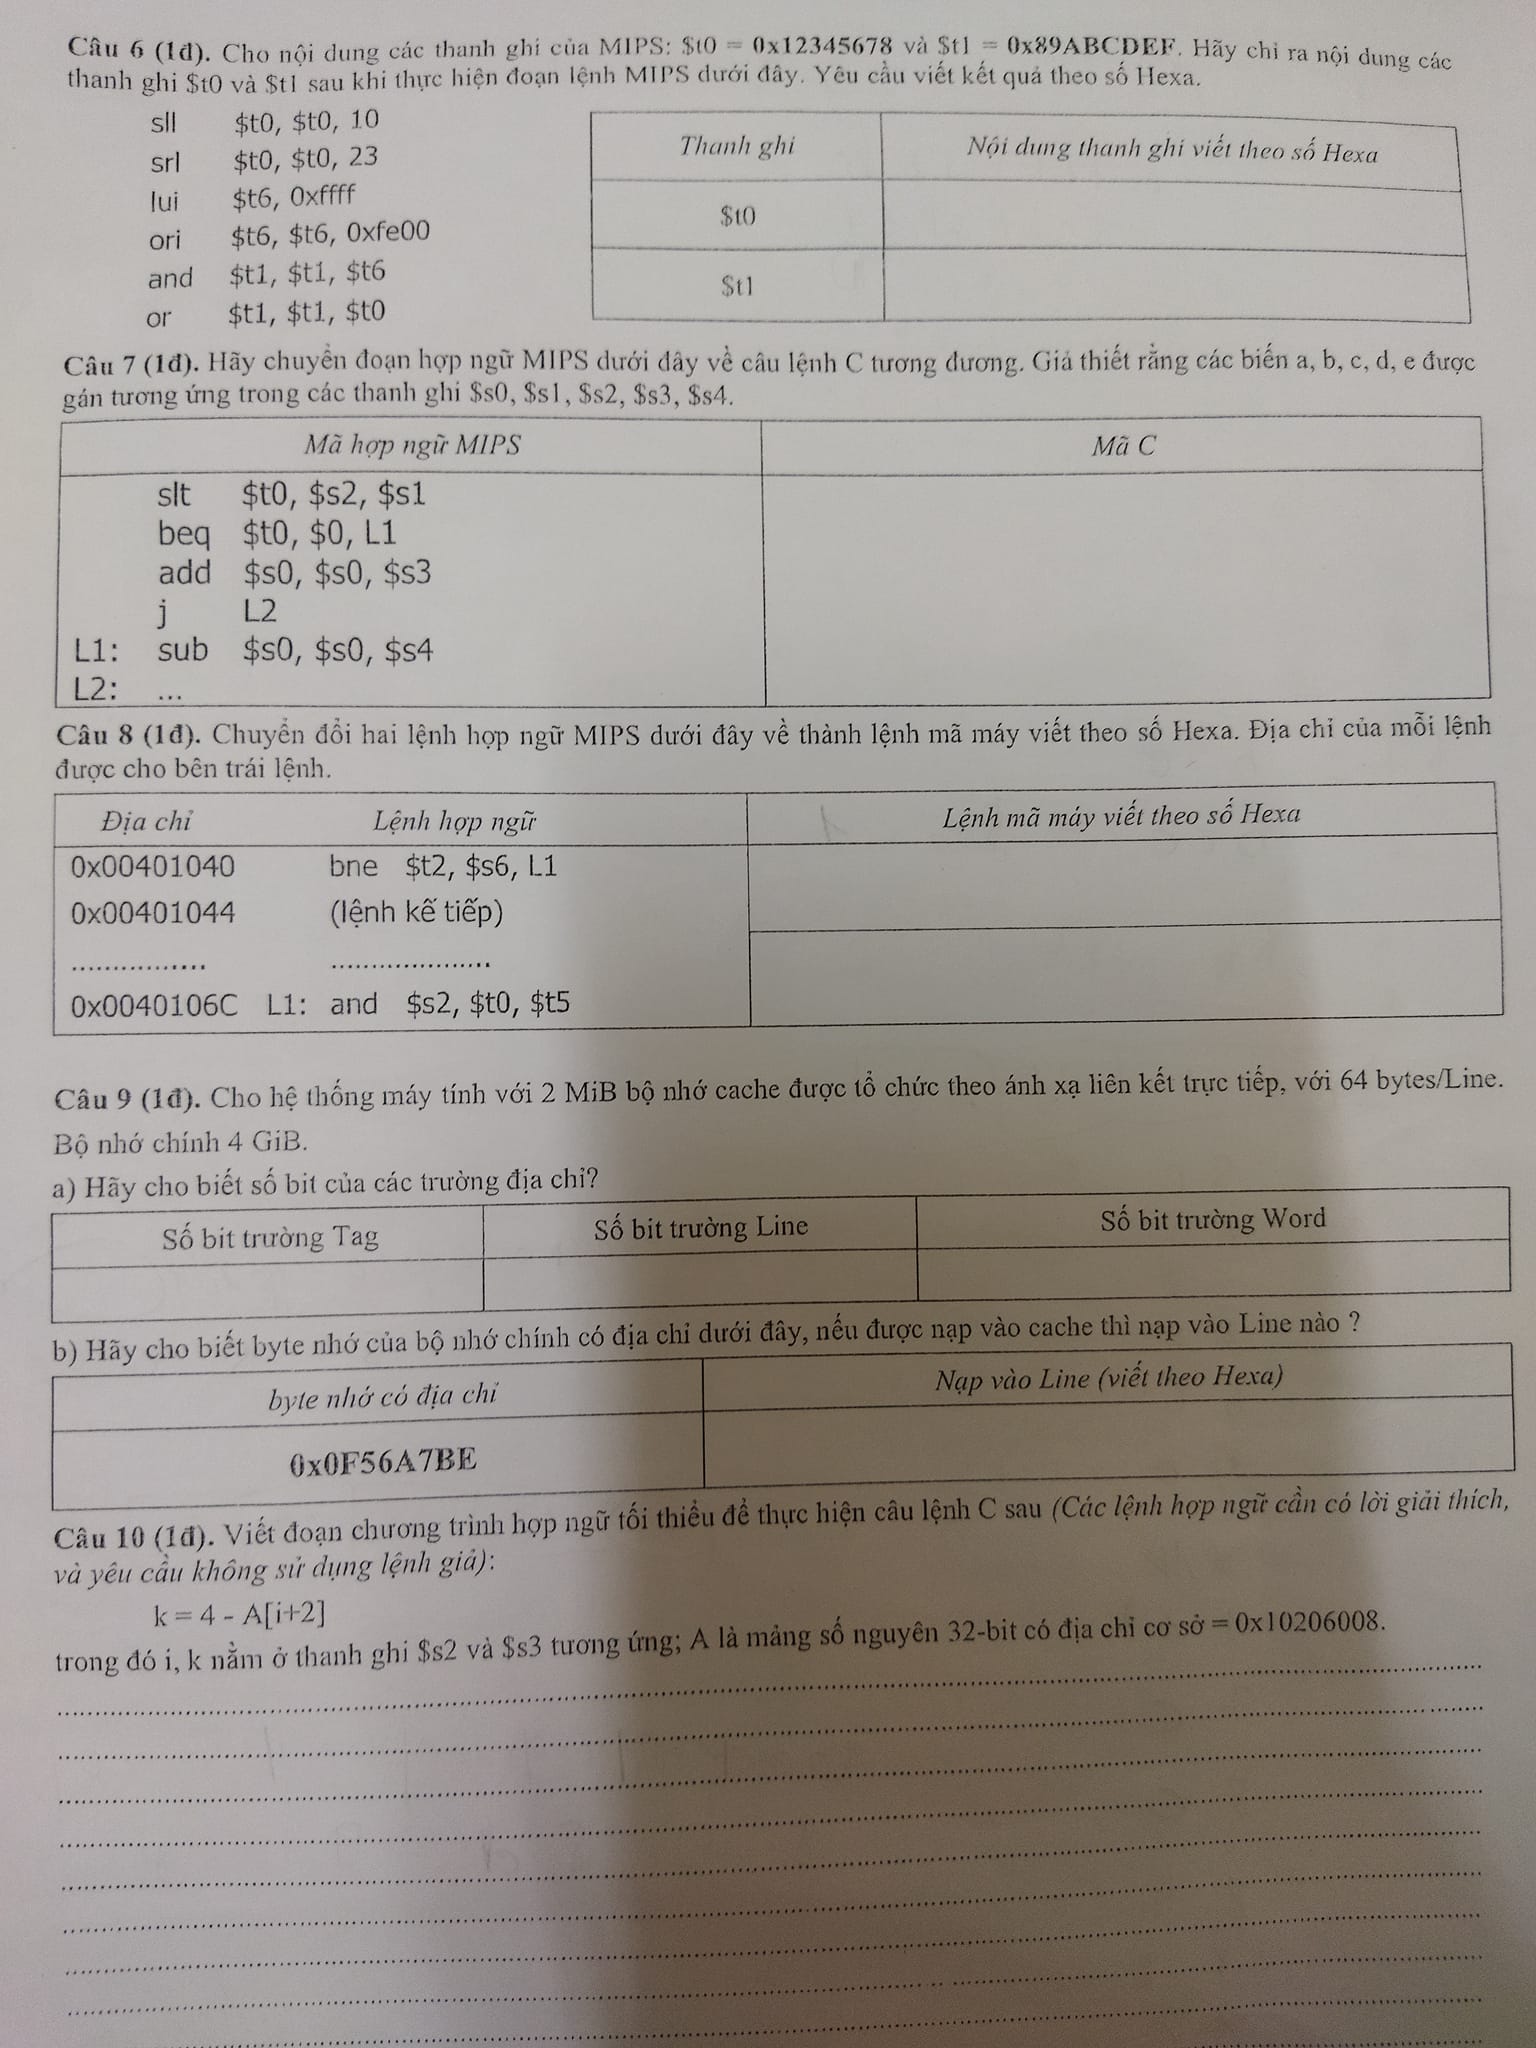 Câu 6 (1đ). Cho nội dung các thanh ghi của MIPS: $t0 = 0x12345678 và $t1 = 0x89ABCDEF. Hãy chỉ ra nội dung các
thanh ghi $t0 và $t1 sau khi thực hiện đoạn lệnh MIPS dưới đây. Yêu cầu viết kết quả theo số Hexa.
sll $t0, $t0, 10
srl $t0, $t0, 23
lui $t6, 0xffff
ori $t6, $t6, 0xfe00
and $t1, $t1, $t6
or $t1, $t1, $t0
Thanh ghi Nội dung thanh ghi viết theo số Hexa
$t0
$t1
Câu 7 (1đ). Hãy chuyển đoạn hợp ngữ MIPS dưới đây về câu lệnh C tương đương. Giả thiết rằng các biến a, b, c, d, e được
gán tương ứng trong các thanh ghi $s0, $s1, $s2, $s3, $s4.
Mã hợp ngữ MIPS Mã C
slt $t0, $s2, $s1
beq $t0, $0, L1
add $s0, $s0, $s3
j L2
L1: sub $s0, $s0, $s4
L2: ...
Câu 8 (1đ). Chuyển đổi hai lệnh hợp ngữ MIPS dưới đây về thành lệnh mã máy viết theo số Hexa. Địa chỉ của mỗi lệnh
được cho bên trái lệnh.
Địa chỉ Lệnh hợp ngữ Lệnh mã máy viết theo số Hexa
0x00401040 bne $t2, $s6, L1
0x00401044 (lệnh kế tiếp)
................. ....................
0x0040106C L1: and $s2, $t0, $t5
Câu 9 (1đ). Cho hệ thống máy tính với 2 MiB bộ nhớ cache được tổ chức theo ánh xạ liên kết trực tiếp, với 64 bytes/Line.
Bộ nhớ chính 4 GiB.
a) Hãy cho biết số bit của các trường địa chỉ?
Số bit trường Tag Số bit trường Line Số bit trường Word
b) Hãy cho biết byte nhớ của bộ nhớ chính có địa chỉ dưới đây, nếu được nạp vào cache thì nạp vào Line nào ?
byte nhớ có địa chỉ Nạp vào Line (viết theo Hexa)
0x0F56A7BE
Câu 10 (1đ). Viết đoạn chương trình hợp ngữ tối thiểu để thực hiện câu lệnh C sau (Các lệnh hợp ngữ cần có lời giải thích,
và yêu cầu không sử dụng lệnh giả):
k = 4 - A[i+2]
trong đó i, k nằm ở thanh ghi $s2 và $s3 tương ứng; A là mảng số nguyên 32-bit có địa chỉ cơ sở = 0x10206008.